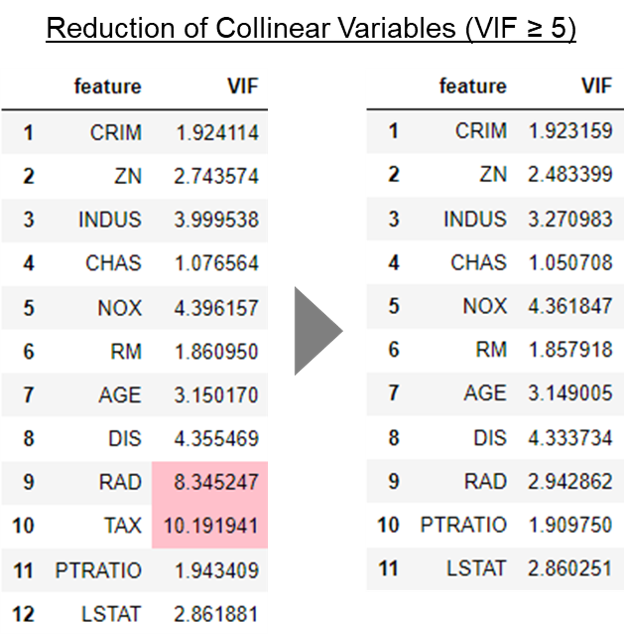 Reduction of Collinear Variables (VIF ≥ 5)
feature VIF
1 CRIM 1.924114
2 ZN 2.743574
3 INDUS 3.999538
4 CHAS 1.076564
5 NOX 4.396157
6 RM 1.860950
7 AGE 3.150170
8 DIS 4.355469
9 RAD 8.345247
10 TAX 10.191941
11 PTRATIO 1.943409
12 LSTAT 2.861881
feature VIF
1 CRIM 1.923159
2 ZN 2.483399
3 INDUS 3.270983
4 CHAS 1.050708
5 NOX 4.361847
6 RM 1.857918
7 AGE 3.149005
8 DIS 4.333734
9 RAD 2.942862
10 PTRATIO 1.909750
11 LSTAT 2.860251